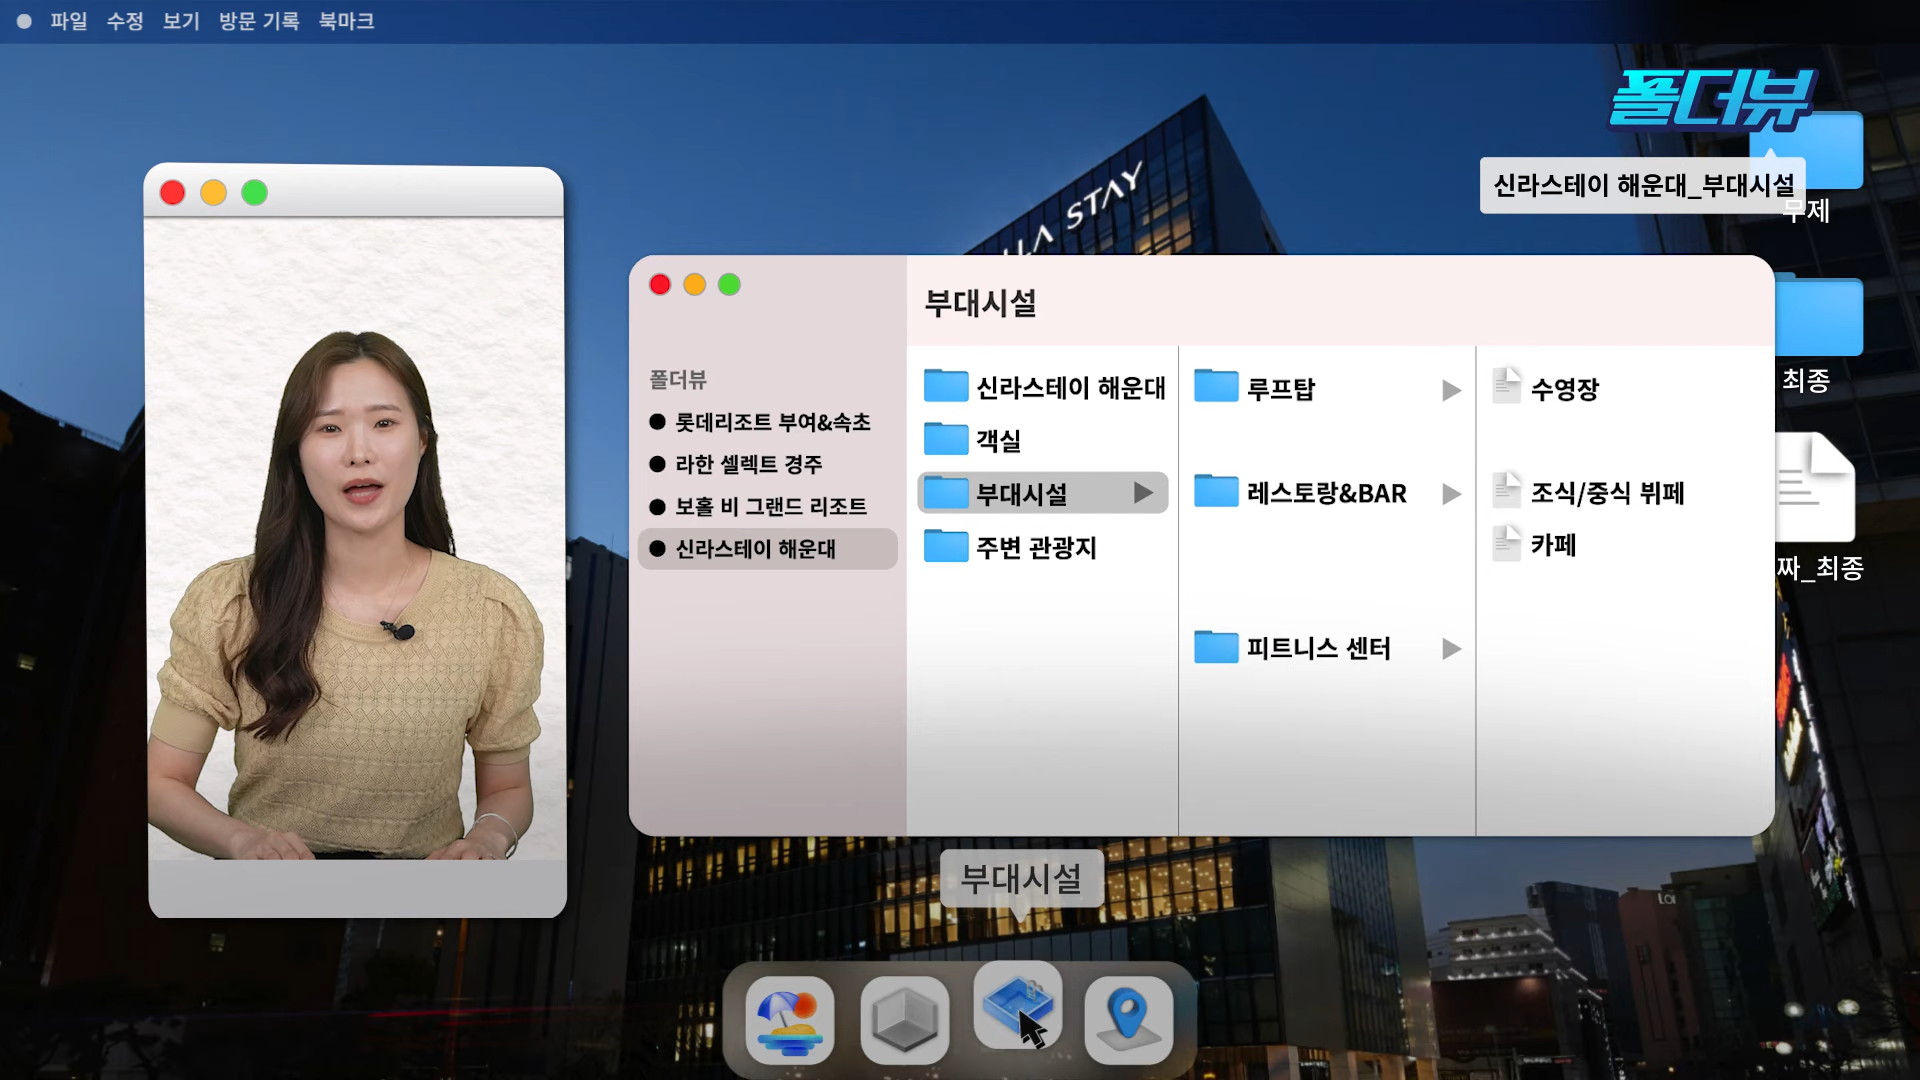 파일 수정 보기 방문 기록 북마크
폴더뷰
신라스테이 해운대_부대시설
무제
STAY
부대시설
폴더뷰
롯데리조트 부여&속초
라한 셀렉트 경주
보홀 비 그랜드 리조트
신라스테이 해운대
신라스테이 해운대
객실
부대시설
주변 관광지
루프탑
레스토랑&BAR
피트니스 센터
수영장
조식/중식 뷔페
카페
최종
짜_최종
부대시설